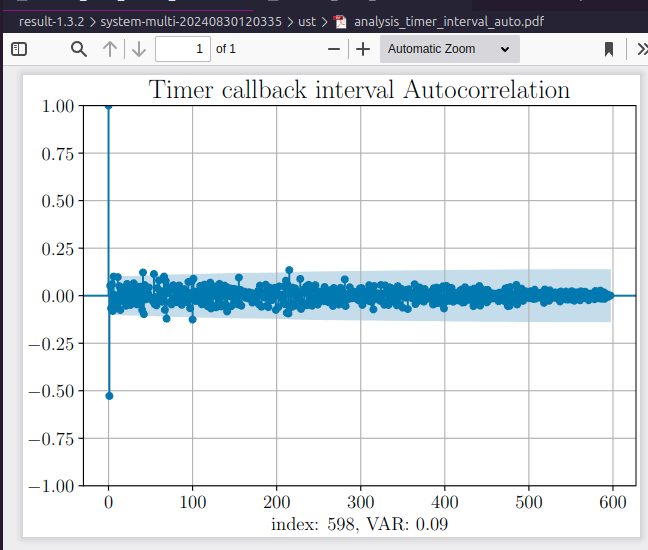 result-1.3.2 > system-multi-20240830120335 > ust > analysis_timer_interval_auto.pdf
1 of 1
Automatic Zoom
Timer callback interval Autocorrelation
1.00
0.75
0.50
0.25
0.00
−0.25
−0.50
−0.75
−1.00
0 100 200 300 400 500 600
index: 598, VAR: 0.09